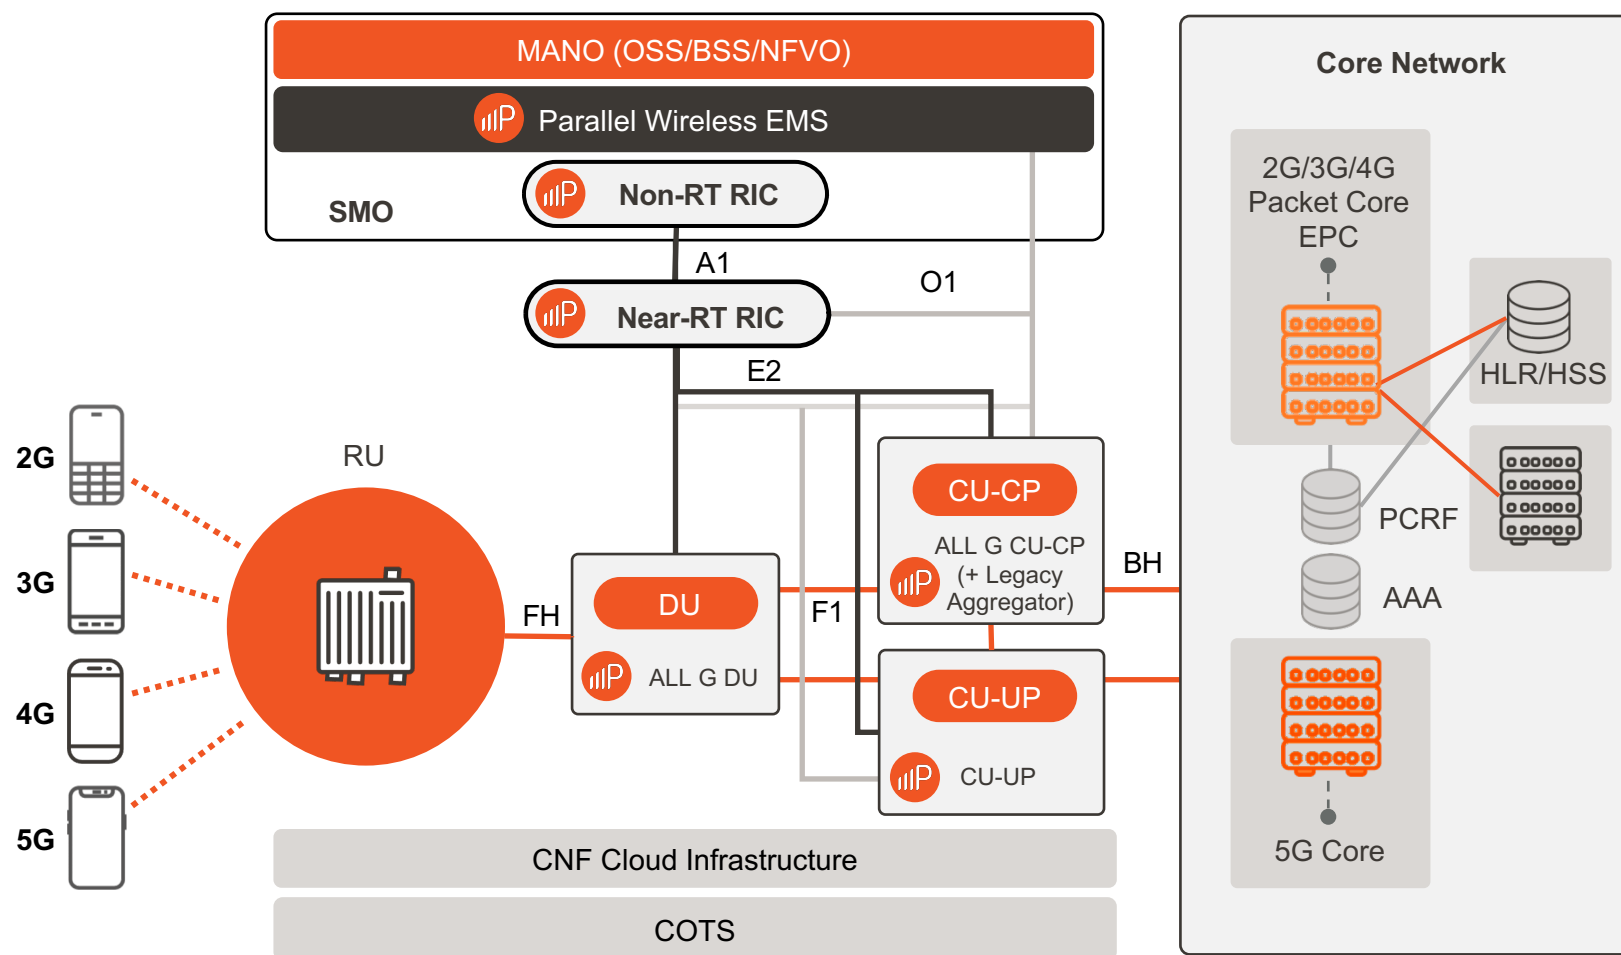 MANO (OSS/BSS/NFVO)
Parallel Wireless EMS
Non-RT RIC
SMO
A1
O1
Near-RT RIC
E2
2G
3G
4G
5G
RU
FH
DU
ALL G DU
F1
CU-CP
ALL G CU-CP
(+ Legacy
Aggregator)
BH
CU-UP
CU-UP
CNF Cloud Infrastructure
COTS
Core Network
2G/3G/4G
Packet Core
EPC
HLR/HSS
PCRF
AAA
5G Core